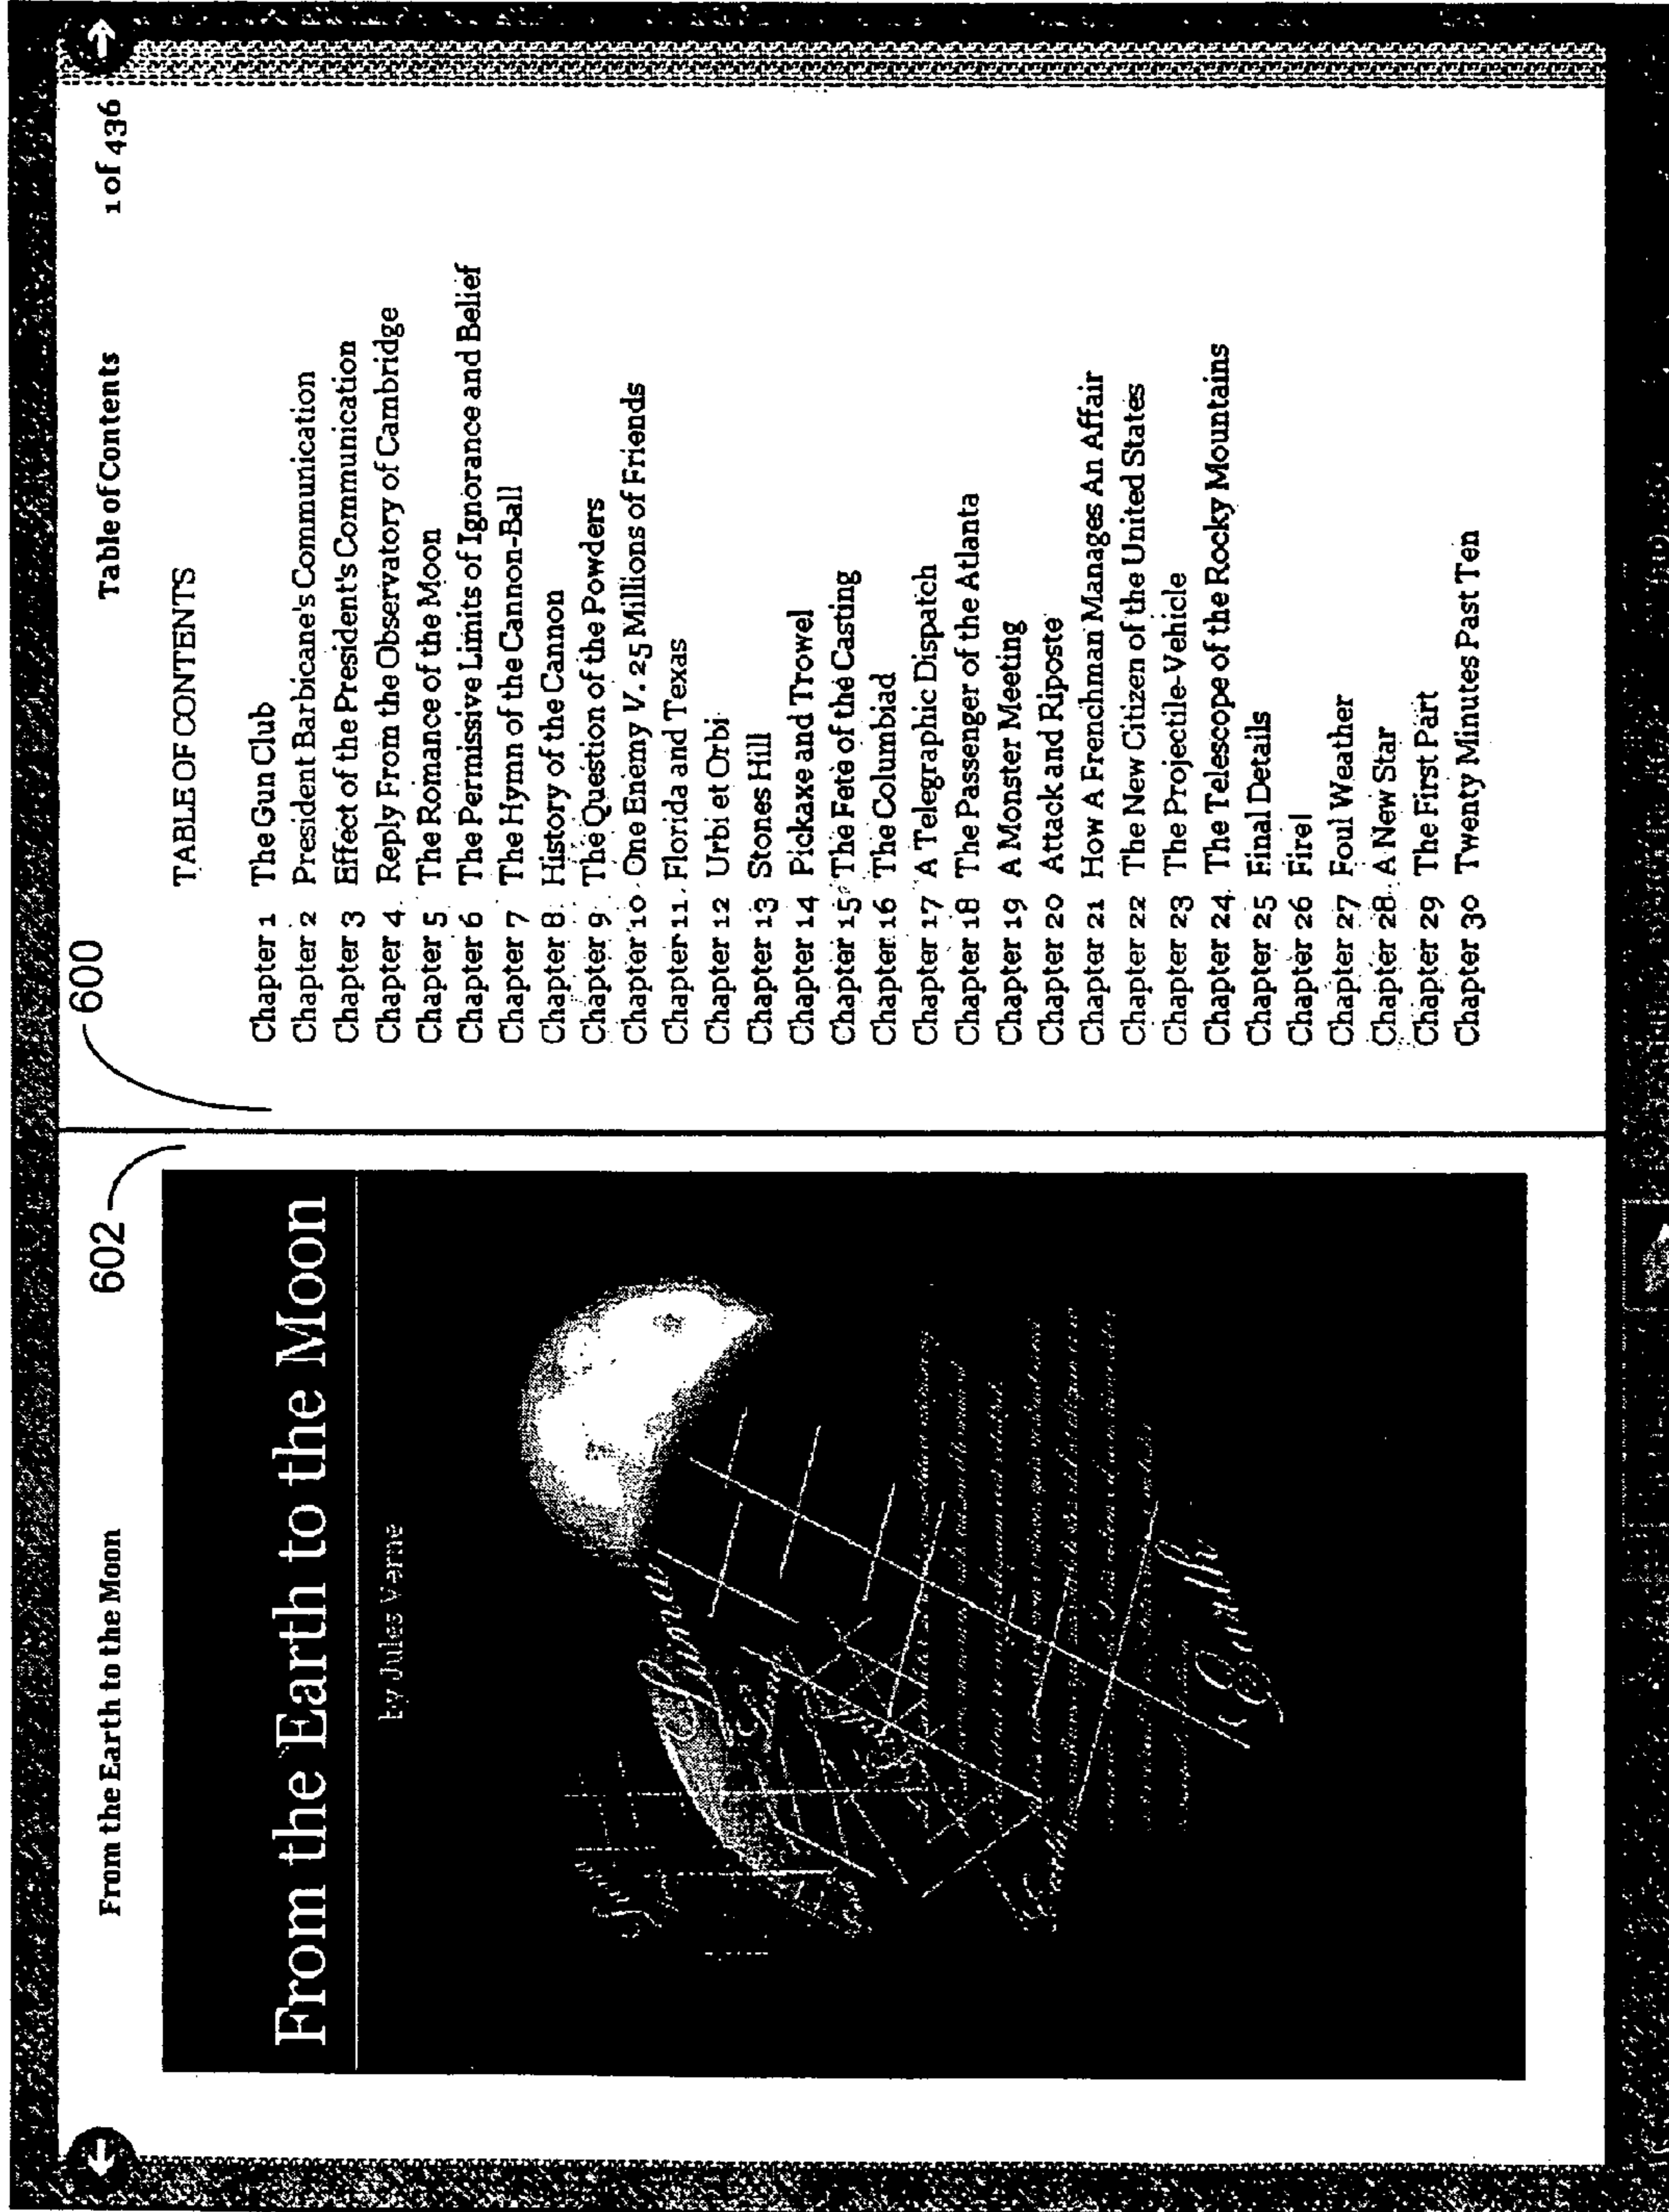 602
From the Earth to the Moon
From the Earth to the Moon
by Jules Verne
Luna
Earth
600
Table of Contents
1 of 436
TABLE OF CONTENTS
Chapter 1 The Gun Club
Chapter 2 President Barbicane's Communication
Chapter 3 Effect of the President's Communication
Chapter 4 Reply From the Observatory of Cambridge
Chapter 5 The Romance of the Moon
Chapter 6 The Permissive Limits of Ignorance and Belief
Chapter 7 The Hymn of the Cannon-Ball
Chapter 8 History of the Cannon
Chapter 9 The Question of the Powders
Chapter 10 One Enemy V. 25 Millions of Friends
Chapter 11 Florida and Texas
Chapter 12 Urbi et Orbi
Chapter 13 Stones Hill
Chapter 14 Pickaxe and Trowel
Chapter 15 The Fete of the Casting
Chapter 16 The Columbiad
Chapter 17 A Telegraphic Dispatch
Chapter 18 The Passenger of the Atlanta
Chapter 19 A Monster Meeting
Chapter 20 Attack and Riposte
Chapter 21 How A Frenchman Manages An Affair
Chapter 22 The New Citizen of the United States
Chapter 23 The Projectile-Vehicle
Chapter 24 The Telescope of the Rocky Mountains
Chapter 25 Final Details
Chapter 26 Fire!
Chapter 27 Foul Weather
Chapter 28 A New Star
Chapter 29 The First Part
Chapter 30 Twenty Minutes Past Ten